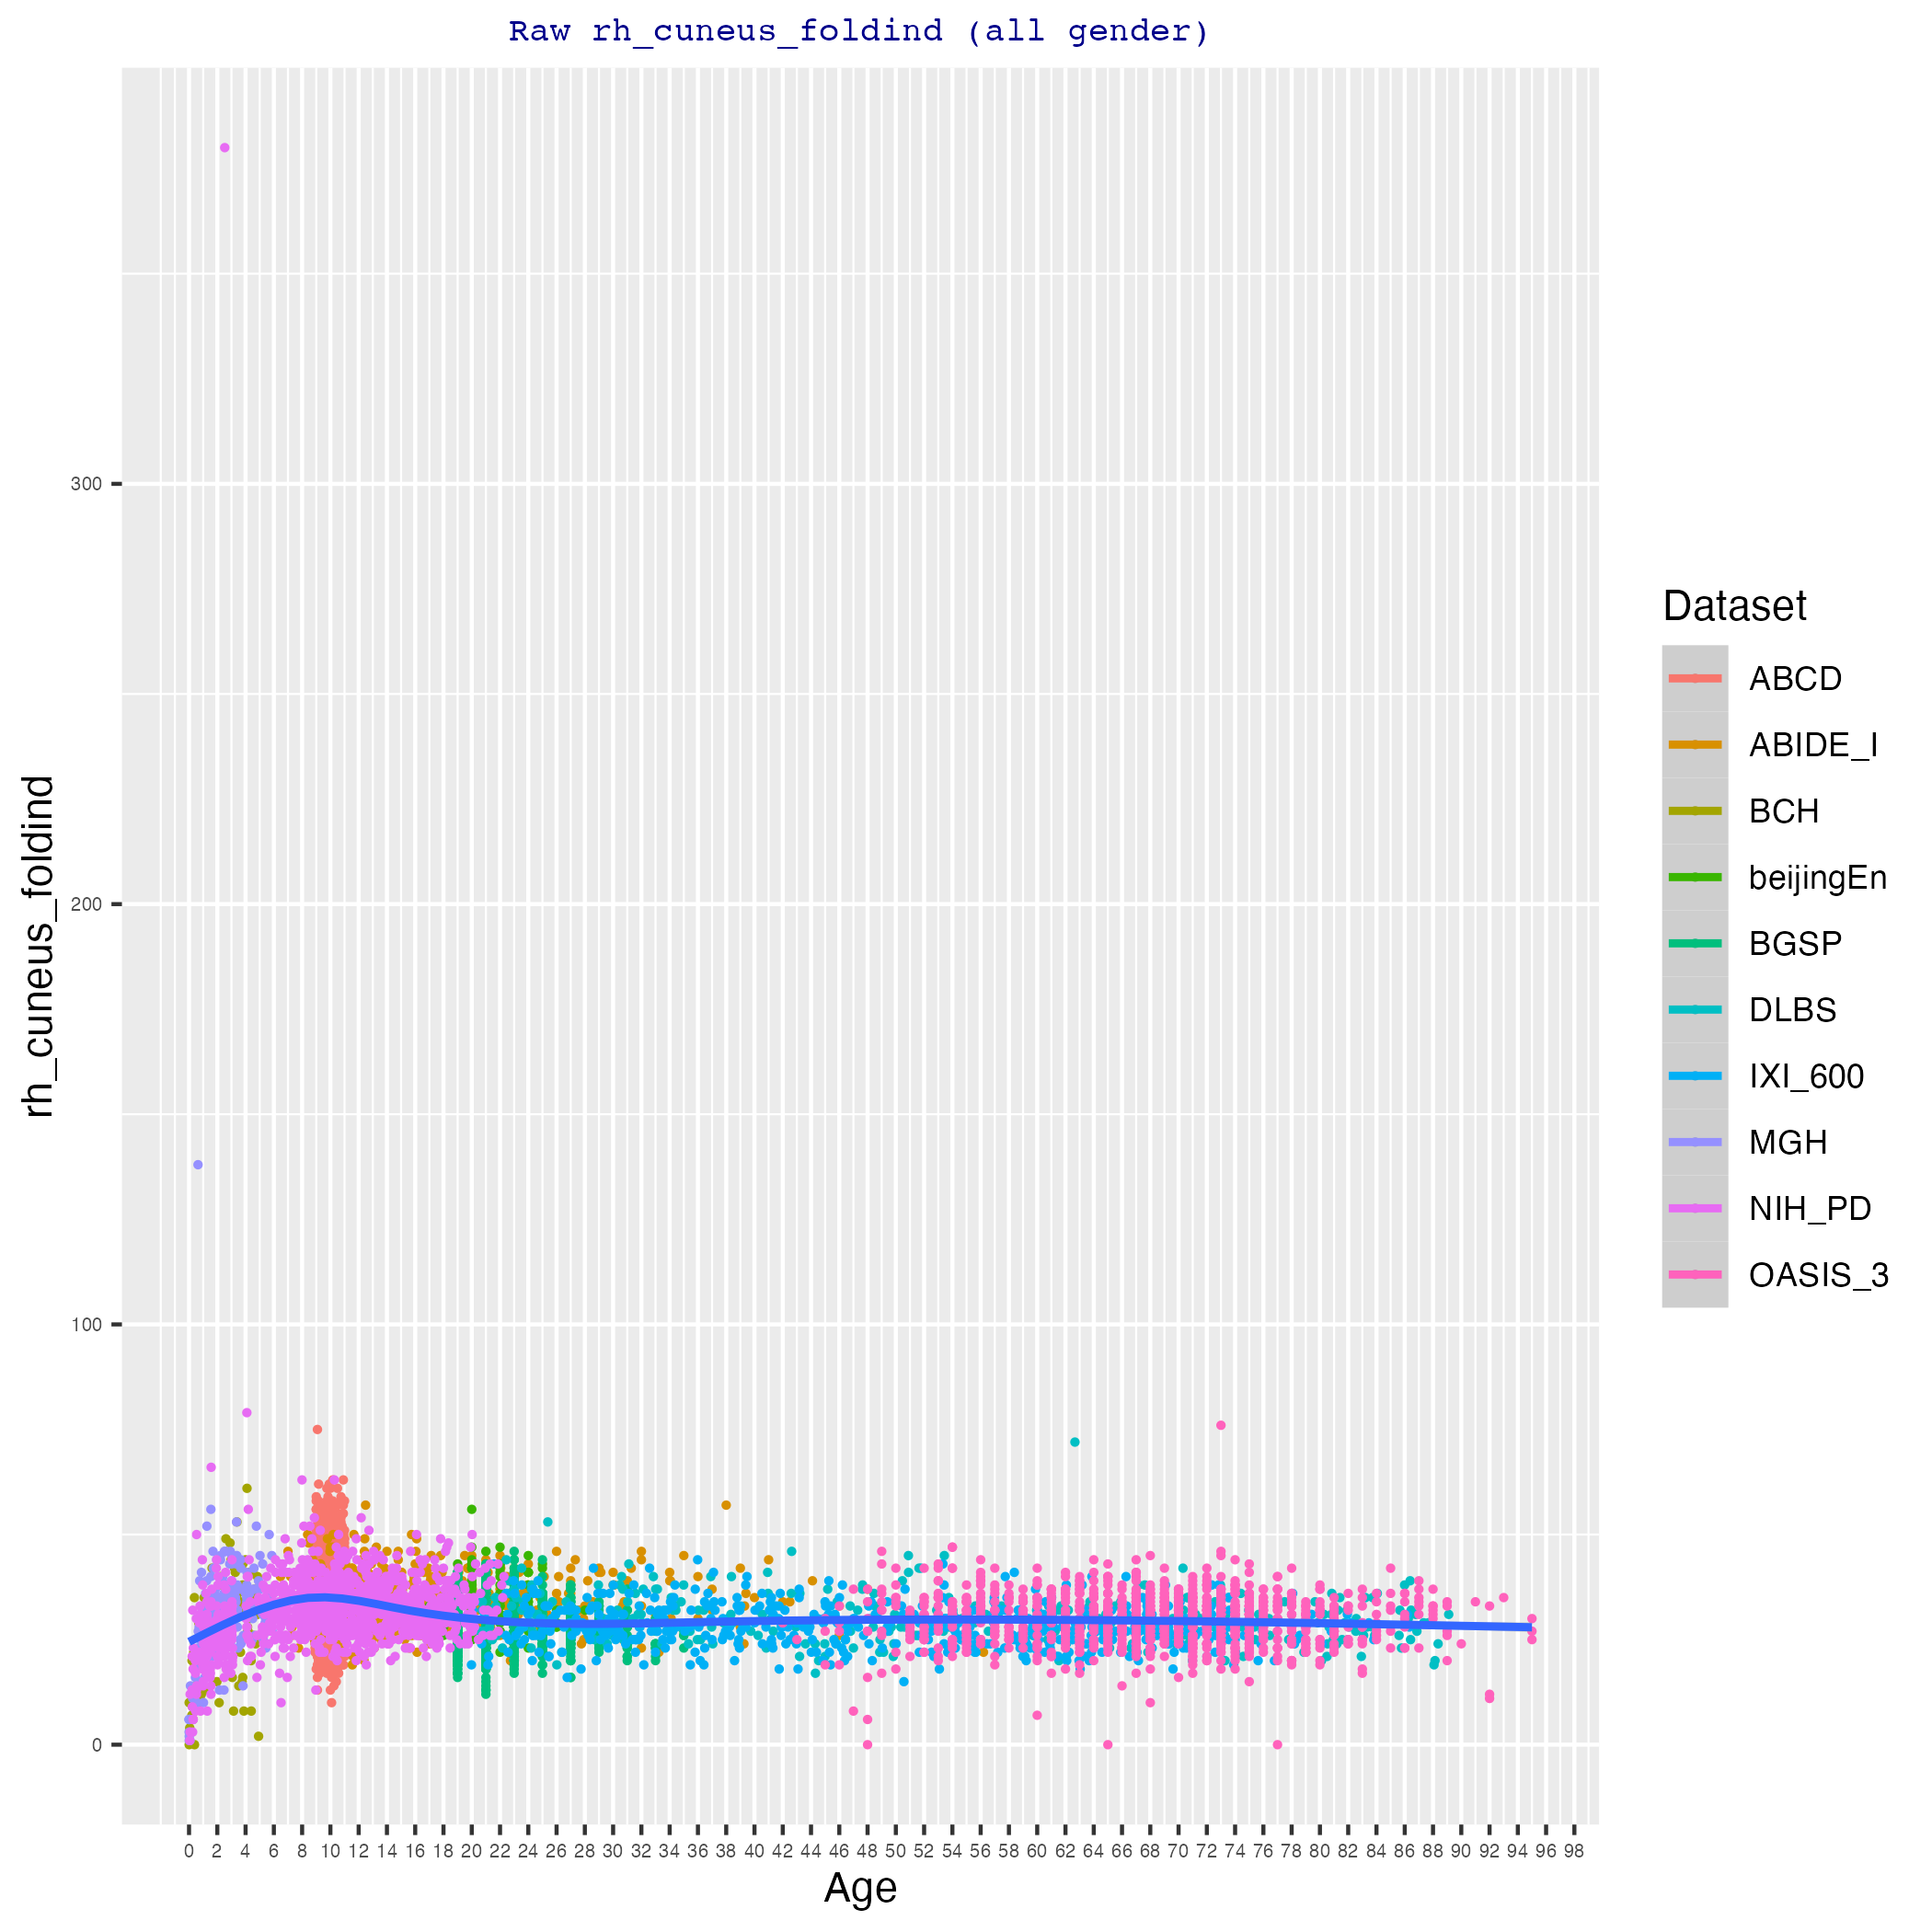 Raw rh_cuneus_foldind (all gender)
rh_cuneus_foldind
300
200
100
0
0 2 4 6 8 10 12 14 16 18 20 22 24 26 28 30 32 34 36 38 40 42 44 46 48 50 52 54 56 58 60 62 64 66 68 70 72 74 76 78 80 82 84 86 88 90 92 94 96 98
Age
Dataset
ABCD
ABIDE_I
BCH
beijingEn
BGSP
DLBS
IXI_600
MGH
NIH_PD
OASIS_3